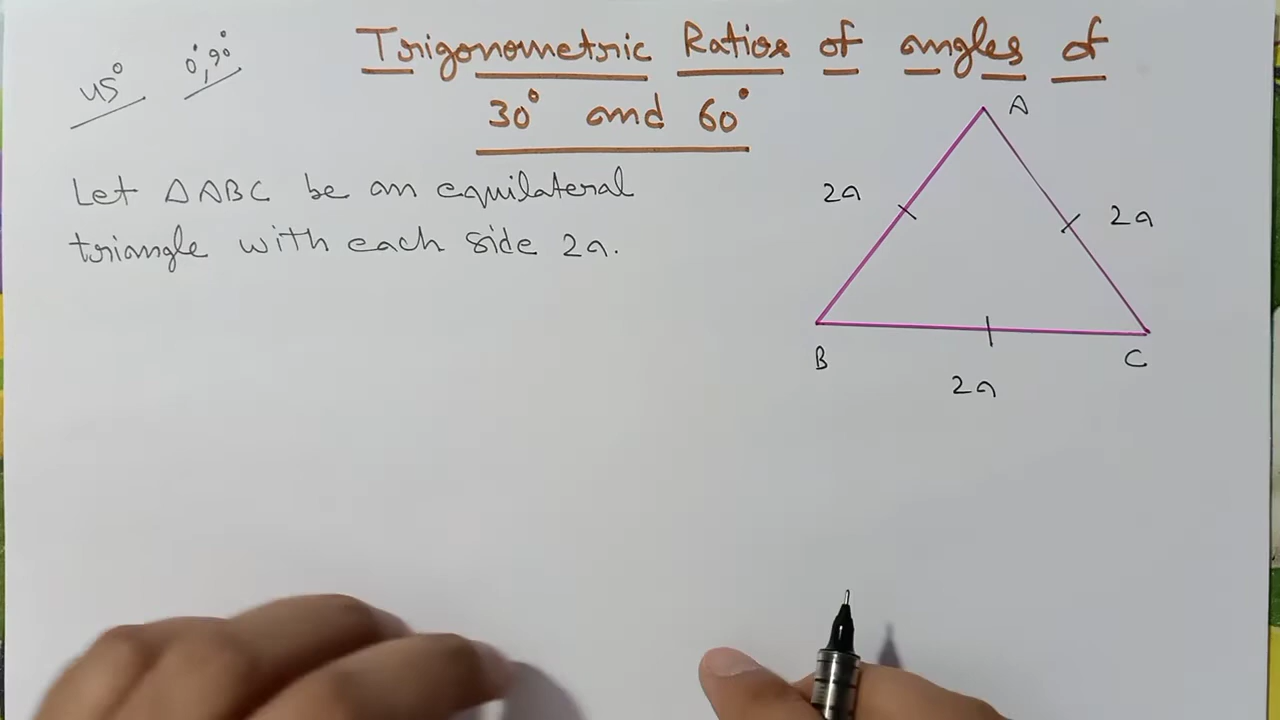 45°
0°, 90°
Trigonometric Ratios of angles of
30° and 60°
Let △ABC be an equilateral
triangle with each side 2a.
A
2a
2a
B
C
2a